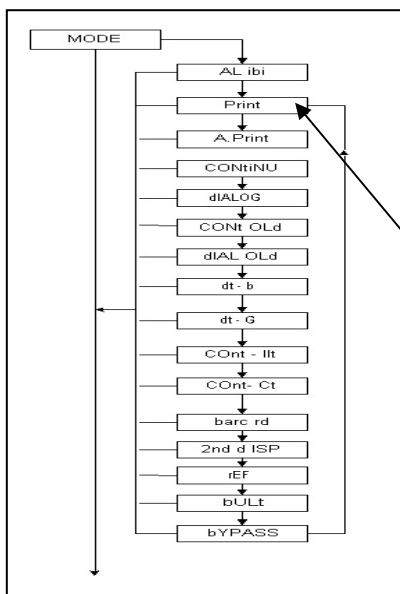 MODE
AL ibi
Print
A.Print
CONtiNU
dIALOG
CONt OLd
dIAL OLd
dt - b
dt - G
COnt - IIt
COnt- Ct
barc rd
2nd d ISP
rEF
bULt
bYPASS